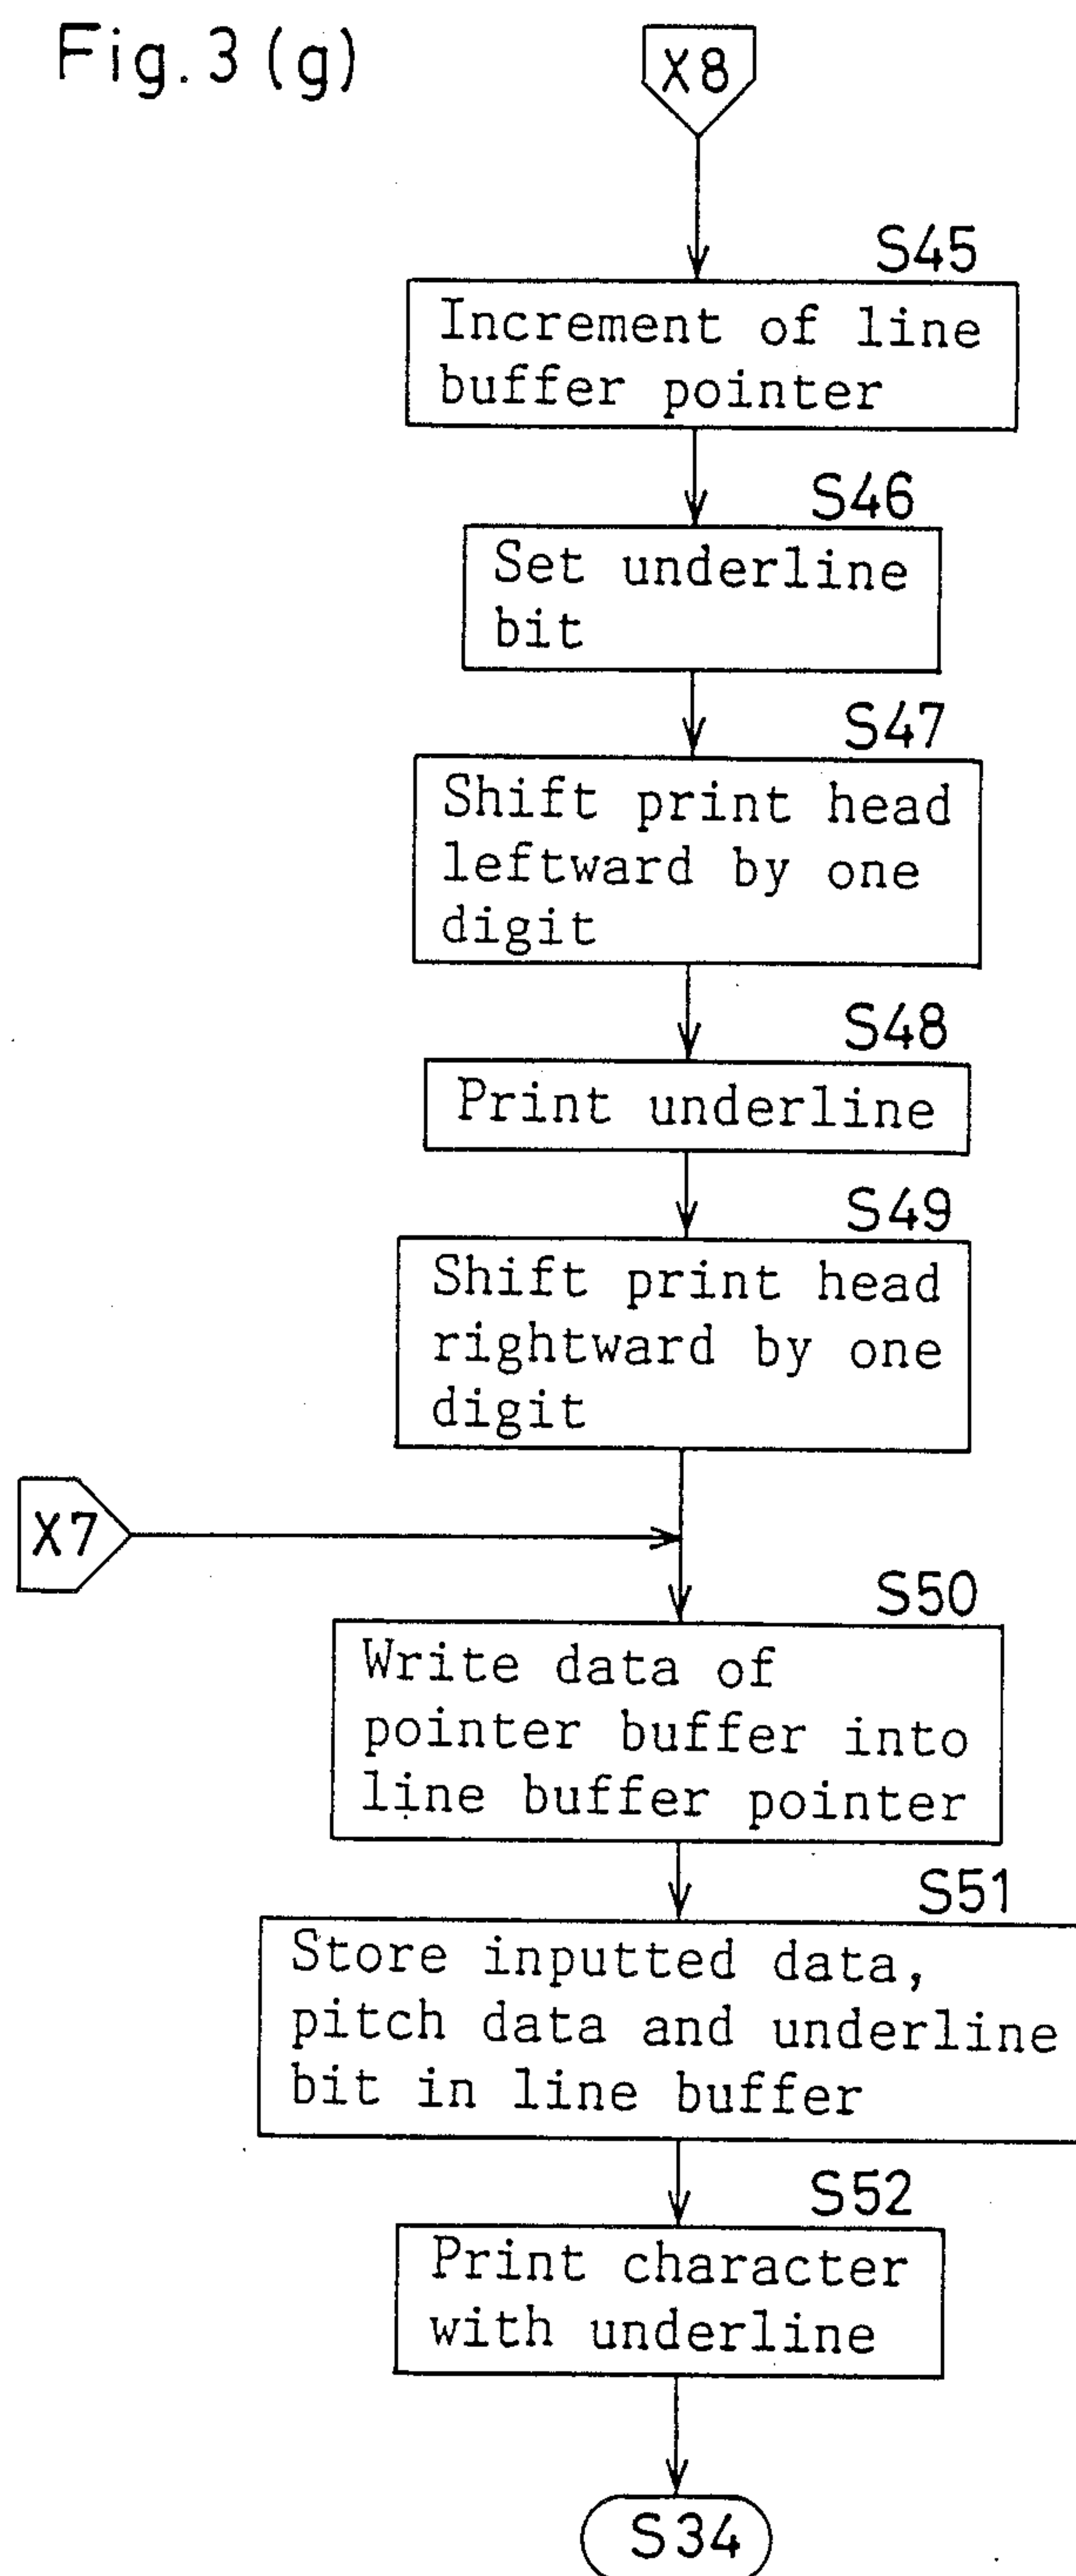 Fig. 3 (g)
X8
S45
Increment of line
buffer pointer
S46
Set underline
bit
S47
Shift print head
leftward by one
digit
S48
Print underline
S49
Shift print head
rightward by one
digit
X7
S50
Write data of
pointer buffer into
line buffer pointer
S51
Store inputted data,
pitch data and underline
bit in line buffer
S52
Print character
with underline
S34